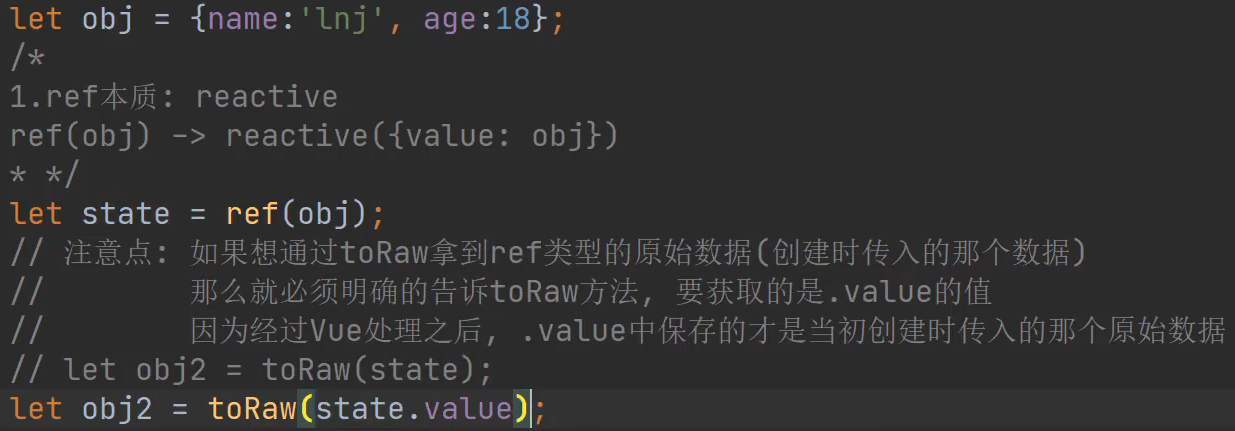 let obj = {name:'lnj', age:18};
/*
1.ref本质: reactive
ref(obj) -> reactive({value: obj})
* */
let state = ref(obj);
// 注意点: 如果想通过toRaw拿到ref类型的原始数据(创建时传入的那个数据)
//        那么就必须明确的告诉toRaw方法, 要获取的是.value的值
//        因为经过Vue处理之后, .value中保存的才是当初创建时传入的那个原始数据
// let obj2 = toRaw(state);
let obj2 = toRaw(state.value);